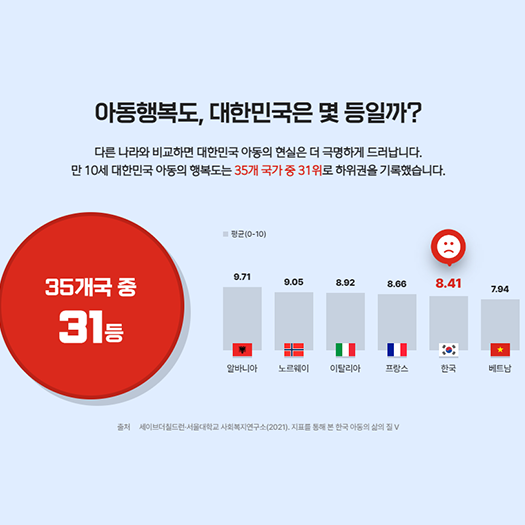 아동행복도, 대한민국은 몇 등일까?
다른 나라와 비교하면 대한민국 아동의 현실은 더 극명하게 드러납니다.
만 10세 대한민국 아동의 행복도는 35개 국가 중 31위로 하위권을 기록했습니다.
35개국 중
31등
평균(0-10)
9.71 9.05 8.92 8.66 8.41 7.94
알바니아 노르웨이 이탈리아 프랑스 한국 베트남
출처 세이브더칠드런·서울대학교 사회복지연구소(2021). 지표를 통해 본 한국 아동의 삶의 질 V